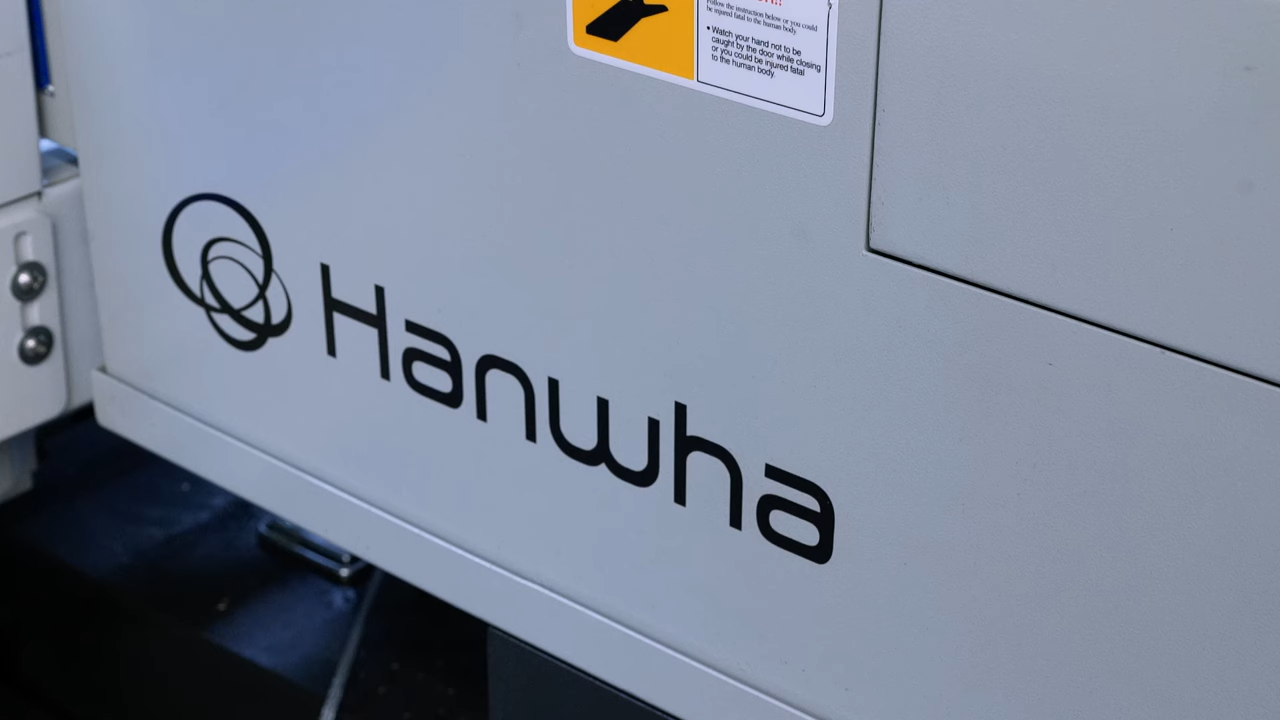 Follow the instruction below or you could
be injured fatal to the human body
• Watch your hand not to be
caught by the door while closing
or you could be injured fatal
to the human body.
Hanwha